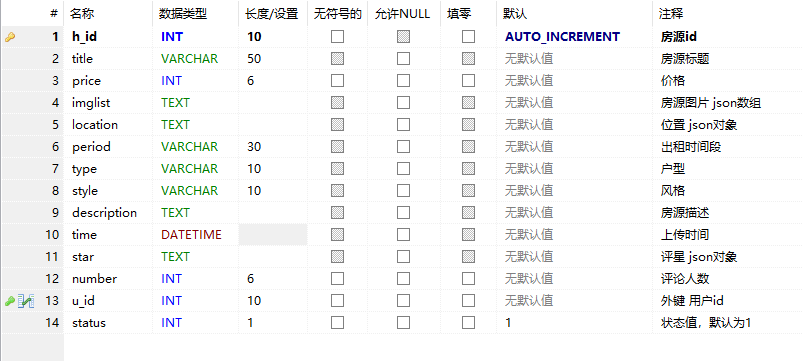 # 名称 数据类型 长度/设置 无符号的 允许NULL 填零 默认 注释
1 h_id INT 10 AUTO_INCREMENT 房源id
2 title VARCHAR 50 无默认值 房源标题
3 price INT 6 无默认值 价格
4 imglist TEXT 无默认值 房源图片 json数组
5 location TEXT 无默认值 位置 json对象
6 period VARCHAR 30 无默认值 出租时间段
7 type VARCHAR 10 无默认值 户型
8 style VARCHAR 10 无默认值 风格
9 description TEXT 无默认值 房源描述
10 time DATETIME 无默认值 上传时间
11 star TEXT 无默认值 评星 json对象
12 number INT 6 无默认值 评论人数
13 u_id INT 10 无默认值 外键 用户id
14 status INT 1 1 状态值，默认为1